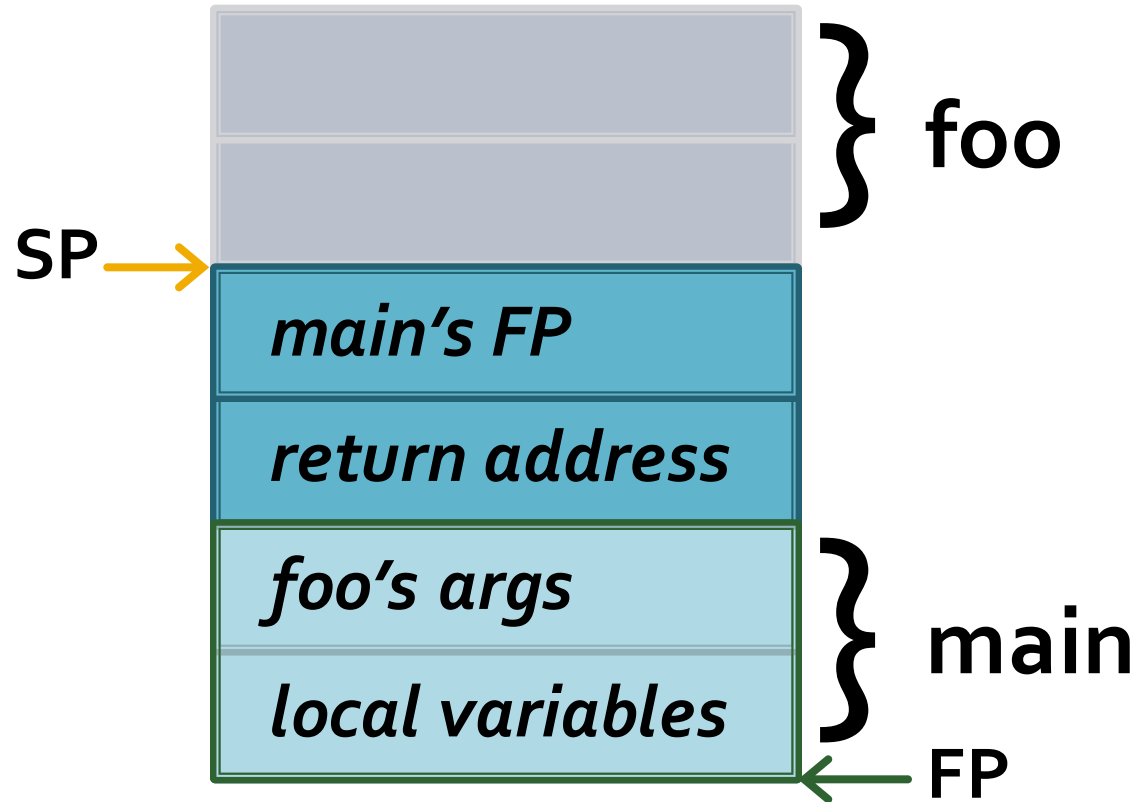 foo
SP
main’s FP
return address
foo’s args
main
local variables
FP